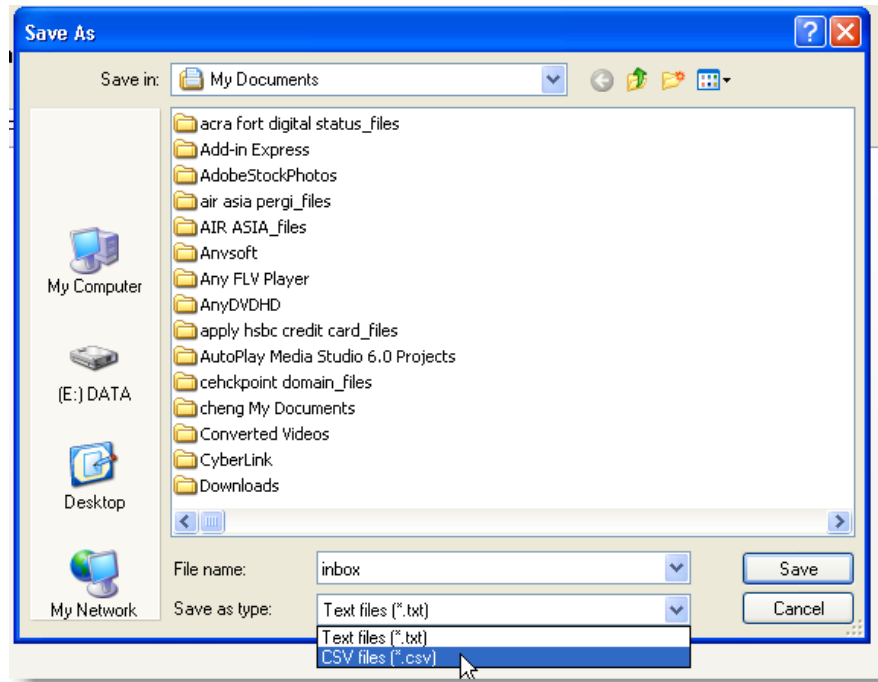 Save As
Save in:
My Documents
acra fort digital status_files
Add-in Express
AdobeStockPhotos
air asia pergi_files
AIR ASIA_files
Anvsoft
Any FLV Player
AnyDVDHD
apply hsbc credit card_files
AutoPlay Media Studio 6.0 Projects
cehckpoint domain_files
cheng My Documents
Converted Videos
CyberLink
Downloads
My Computer
(E:) DATA
Desktop
My Network
File name:
inbox
Save
Save as type:
Text files (*.txt)
Cancel
Text files (*.txt)
CSV files (*.csv)